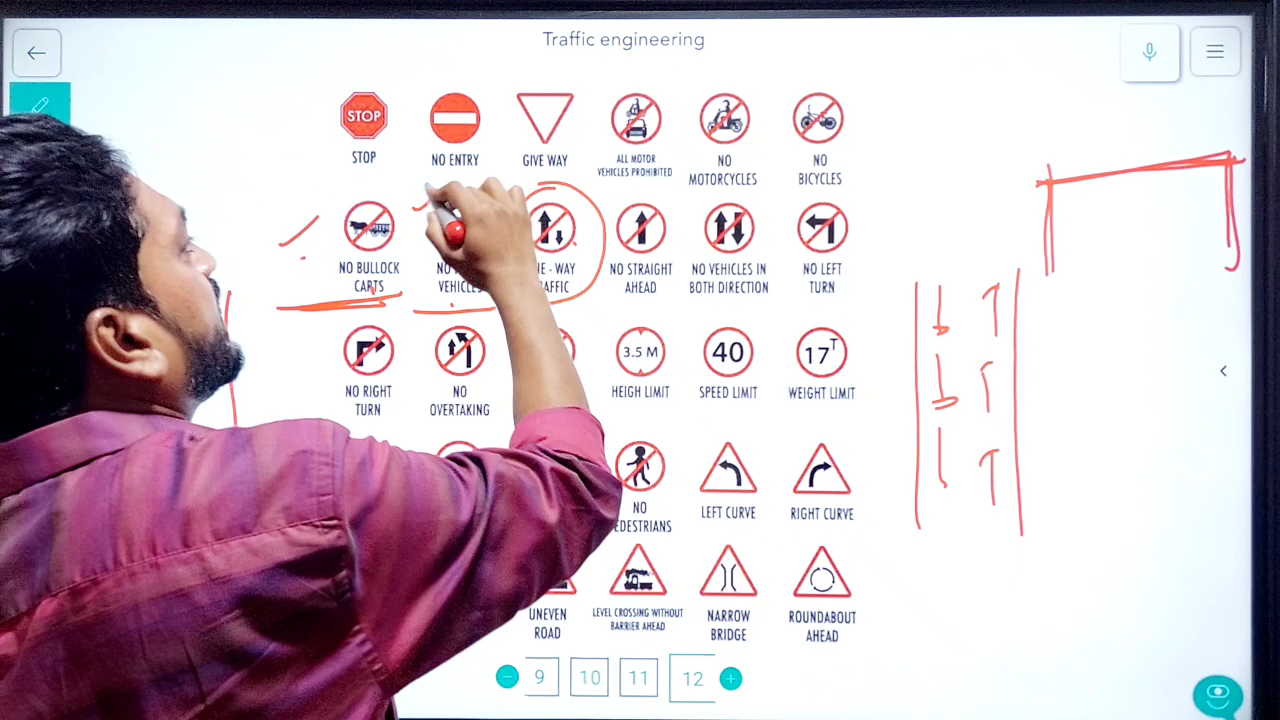 Traffic engineering
STOP
STOP
NO ENTRY
GIVE WAY
ALL MOTOR
VEHICLES PROHIBITED
NO
MOTORCYCLES
NO
BICYCLES
NO BULLOCK
CARTS
VEHICLES
NO STRAIGHT
AHEAD
NO VEHICLES IN
BOTH DIRECTION
NO LEFT
TURN
3.5 M
40
17T
NO RIGHT
TURN
NO
OVERTAKING
HEIGH LIMIT
SPEED LIMIT
WEIGHT LIMIT
NO
LEFT CURVE
RIGHT CURVE
UNEVEN
ROAD
LEVEL CROSSING WITHOUT
BARRIER AHEAD
NARROW
BRIDGE
ROUNDABOUT
AHEAD
9
10
11
12